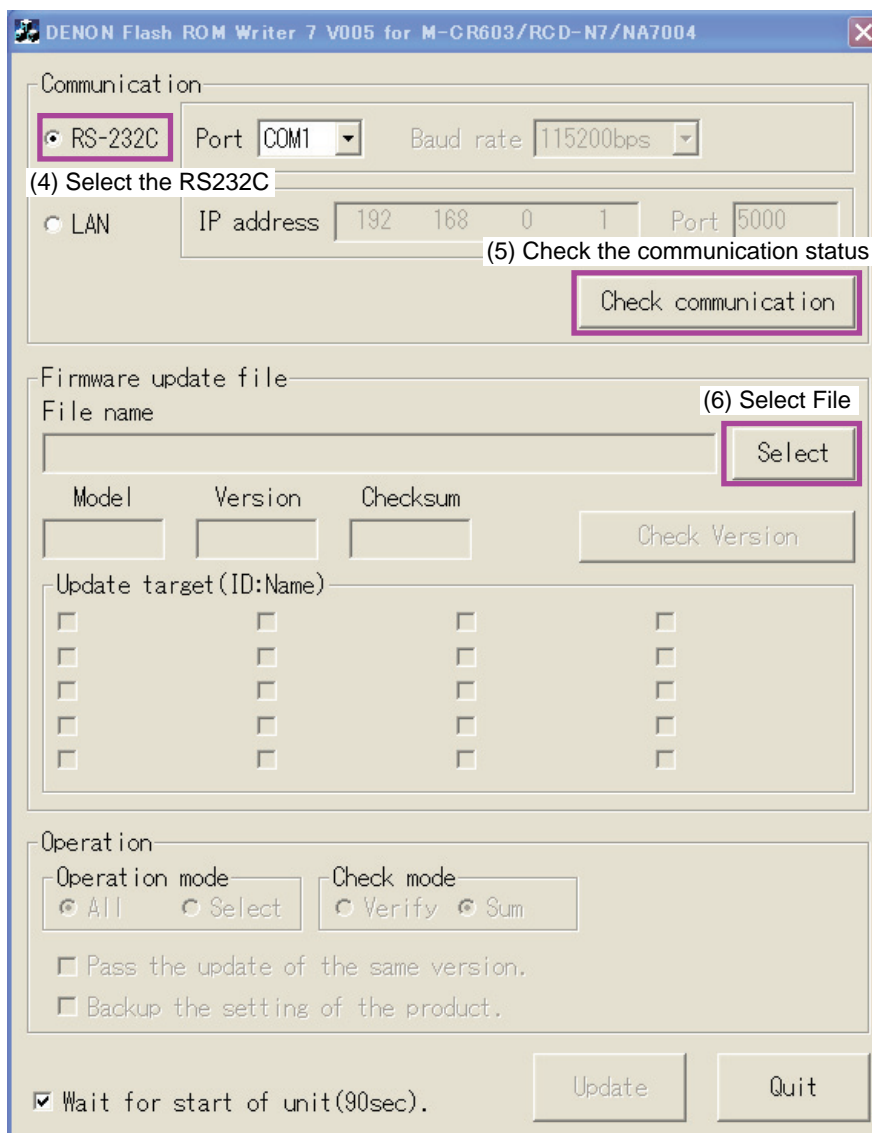 DENON Flash ROM Writer 7 V005 for M-CR603/RCD-N7/NA7004
Communication
RS-232C Port COM1 Baud rate 115200bps
(4) Select the RS232C
LAN IP address 192 168 0 1 Port 5000
(5) Check the communication status
Check communication
Firmware update file
(6) Select File
File name
Select
Model Version Checksum
Check Version
Update target(ID:Name)
Operation
Operation mode Check mode
All Select Verify Sum
Pass the update of the same version.
Backup the setting of the product.
Wait for start of unit(90sec). Update Quit